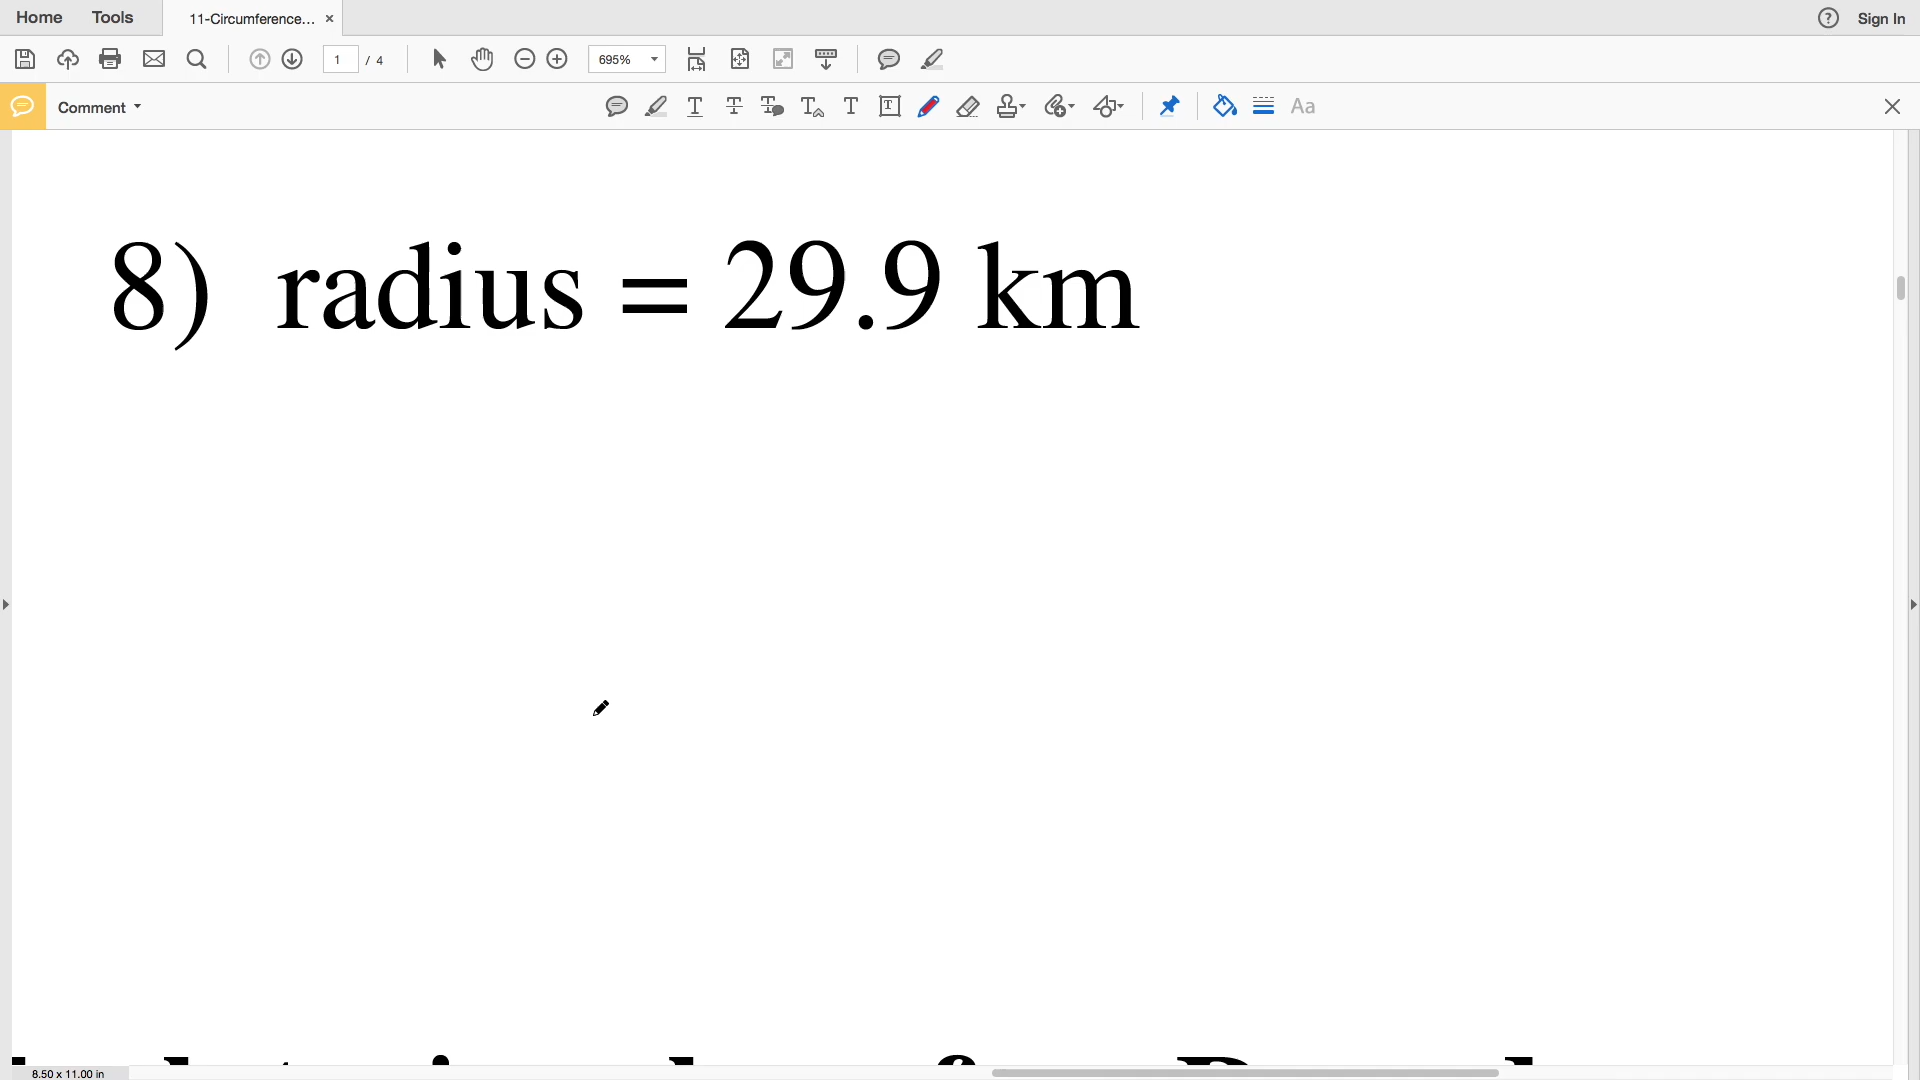 Home Tools 11-Circumference... × ? Sign In
1 / 4 695%
Comment Aa
8) radius = 29.9 km
8.50 x 11.00 in